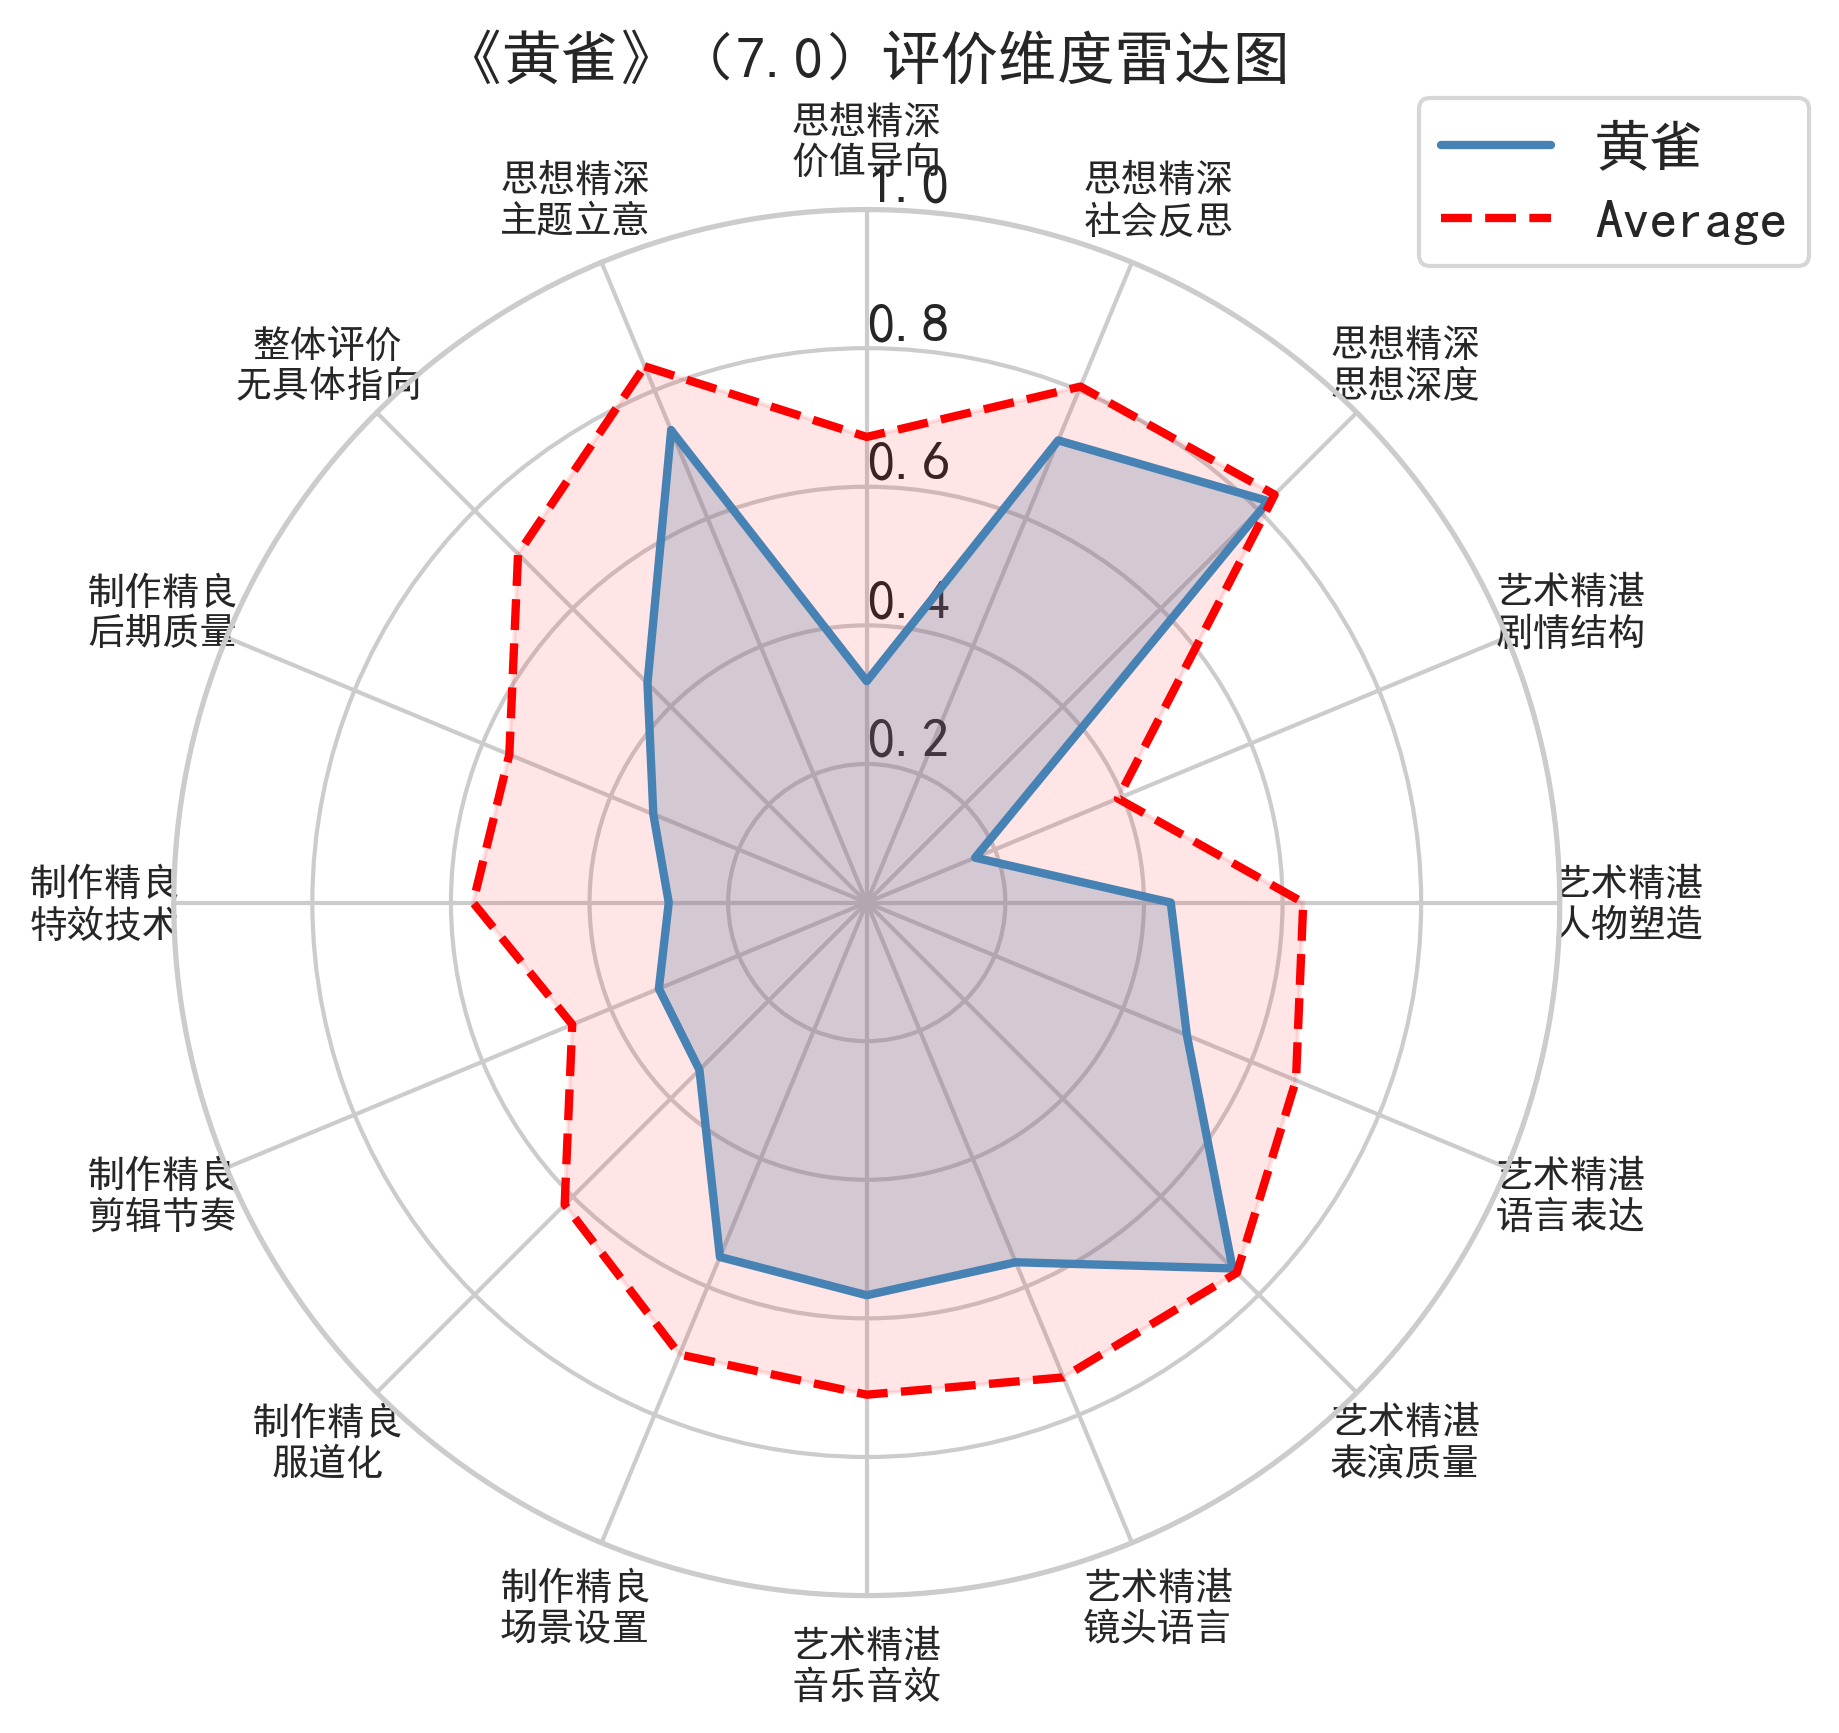 《黄雀》（7.0）评价维度雷达图
黄雀
Average
思想精深
价值导向
思想精深
社会反思
思想精深
思想深度
艺术精湛
剧情结构
艺术精湛
人物塑造
艺术精湛
语言表达
艺术精湛
表演质量
艺术精湛
镜头语言
艺术精湛
音乐音效
制作精良
场景设置
制作精良
服道化
制作精良
剪辑节奏
制作精良
特效技术
制作精良
后期质量
整体评价
无具体指向
思想精深
主题立意
1.0
0.8
0.6
0.4
0.2